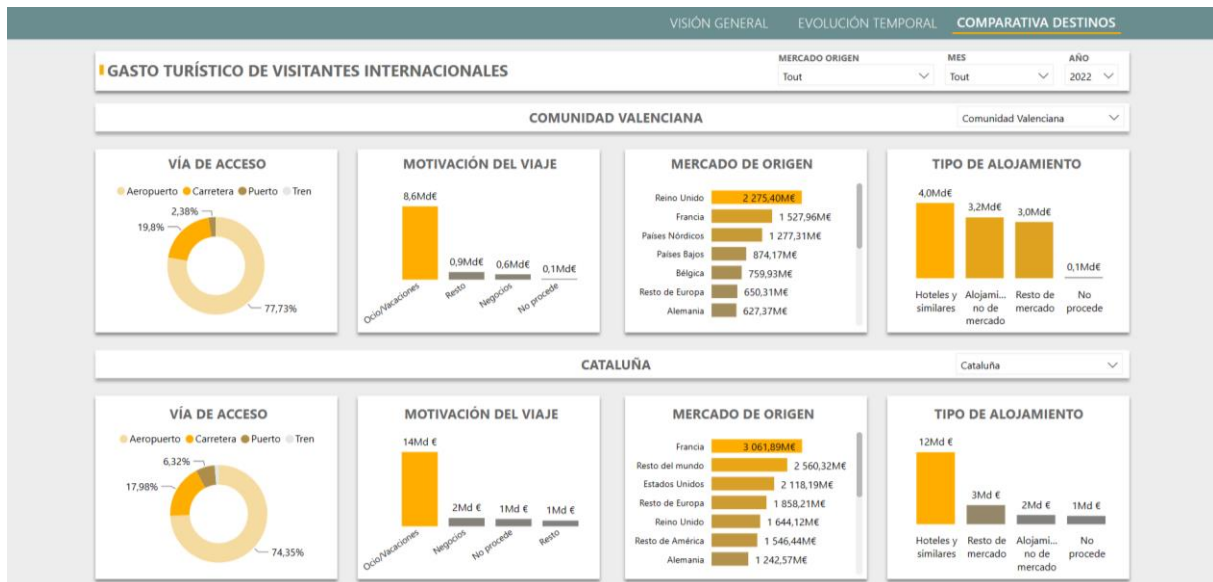 VISIÓN GENERAL EVOLUCIÓN TEMPORAL COMPARATIVA DESTINOS
GASTO TURÍSTICO DE VISITANTES INTERNACIONALES
MERCADO ORIGEN
Tout
MES
Tout
AÑO
2022
COMUNIDAD VALENCIANA
Comunidad Valenciana
VÍA DE ACCESO
Aeropuerto Carretera Puerto Tren
2,38%
19,8%
77,73%
MOTIVACIÓN DEL VIAJE
8,6Md€
0,9Md€
0,6Md€
0,1Md€
Ocio/Vacaciones
Resto
Negocios
No procede
MERCADO DE ORIGEN
Reino Unido 2 275,40M€
Francia 1 527,96M€
Países Nórdicos 1 277,31M€
Países Bajos 874,17M€
Bélgica 759,93M€
Resto de Europa 650,31M€
Alemania 627,37M€
TIPO DE ALOJAMIENTO
4,0Md€
3,2Md€
3,0Md€
0,1Md€
Hoteles y
similares
Alojami...
no de
mercado
Resto de
mercado
No
procede
CATALUÑA
Cataluña
VÍA DE ACCESO
Aeropuerto Carretera Puerto Tren
6,32%
17,98%
74,35%
MOTIVACIÓN DEL VIAJE
14Md €
2Md €
1Md €
1Md €
Ocio/Vacaciones
Negocios
No procede
Resto
MERCADO DE ORIGEN
Francia 3 061,89M€
Resto del mundo 2 560,32M€
Estados Unidos 2 118,19M€
Resto de Europa 1 858,21M€
Reino Unido 1 644,12M€
Resto de América 1 546,44M€
Alemania 1 242,57M€
TIPO DE ALOJAMIENTO
12Md €
3Md €
2Md €
1Md €
Hoteles y
similares
Resto de
mercado
Alojami...
no de
mercado
No
procede